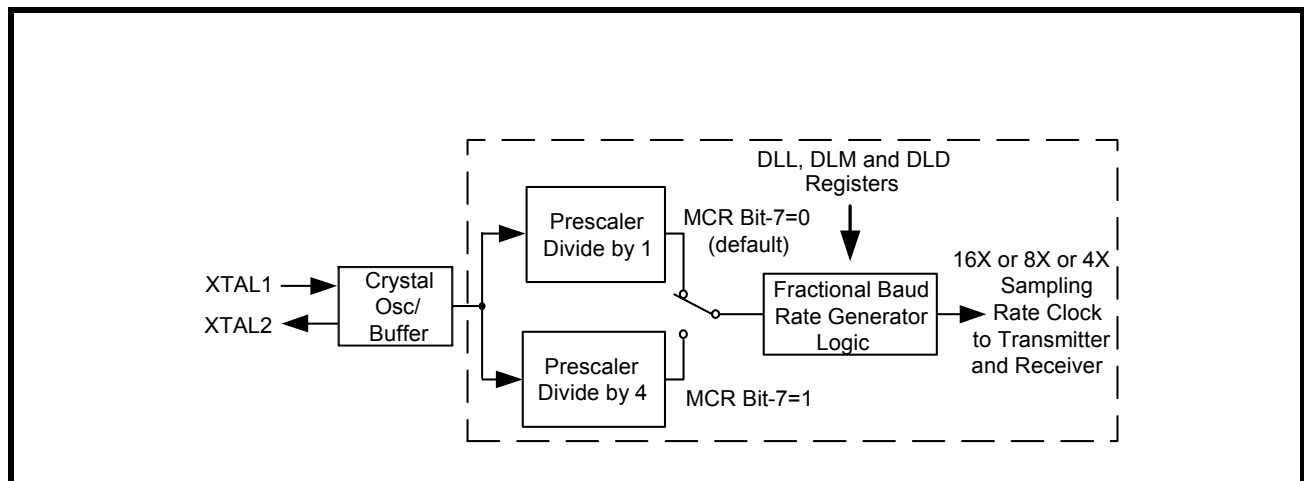 DLL, DLM and DLD
Registers
Prescaler
Divide by 1
MCR Bit-7=0
(default)
16X or 8X or 4X
Sampling
Rate Clock
to Transmitter
and Receiver
XTAL1
XTAL2
Crystal
Osc/
Buffer
Fractional Baud
Rate Generator
Logic
Prescaler
Divide by 4
MCR Bit-7=1